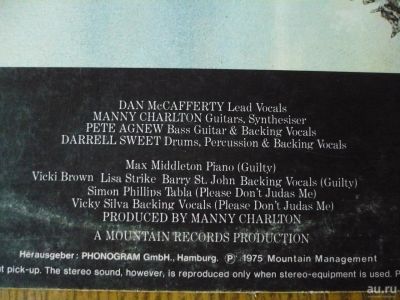 DAN McCAFFERTY Lead Vocals
MANNY CHARLTON Guitars, Synthesiser
PETE AGNEW Bass Guitar & Backing Vocals
DARRELL SWEET Drums, Percussion & Backing Vocals
Max Middleton Piano (Guilty)
Vicki Brown Lisa Strike Barry St. John Backing Vocals (Guilty)
Simon Phillips Tabla (Please Don't Judas Me)
Vicky Silva Backing Vocals (Please Don't Judas Me)
PRODUCED BY MANNY CHARLTON
A MOUNTAIN RECORDS PRODUCTION
Herausgeber: PHONOGRAM GmbH., Hamburg. Ⓟ 1975 Mountain Management
pick-up. The stereo sound, however, is reproduced only when stereo-equipment is used.
au.ru